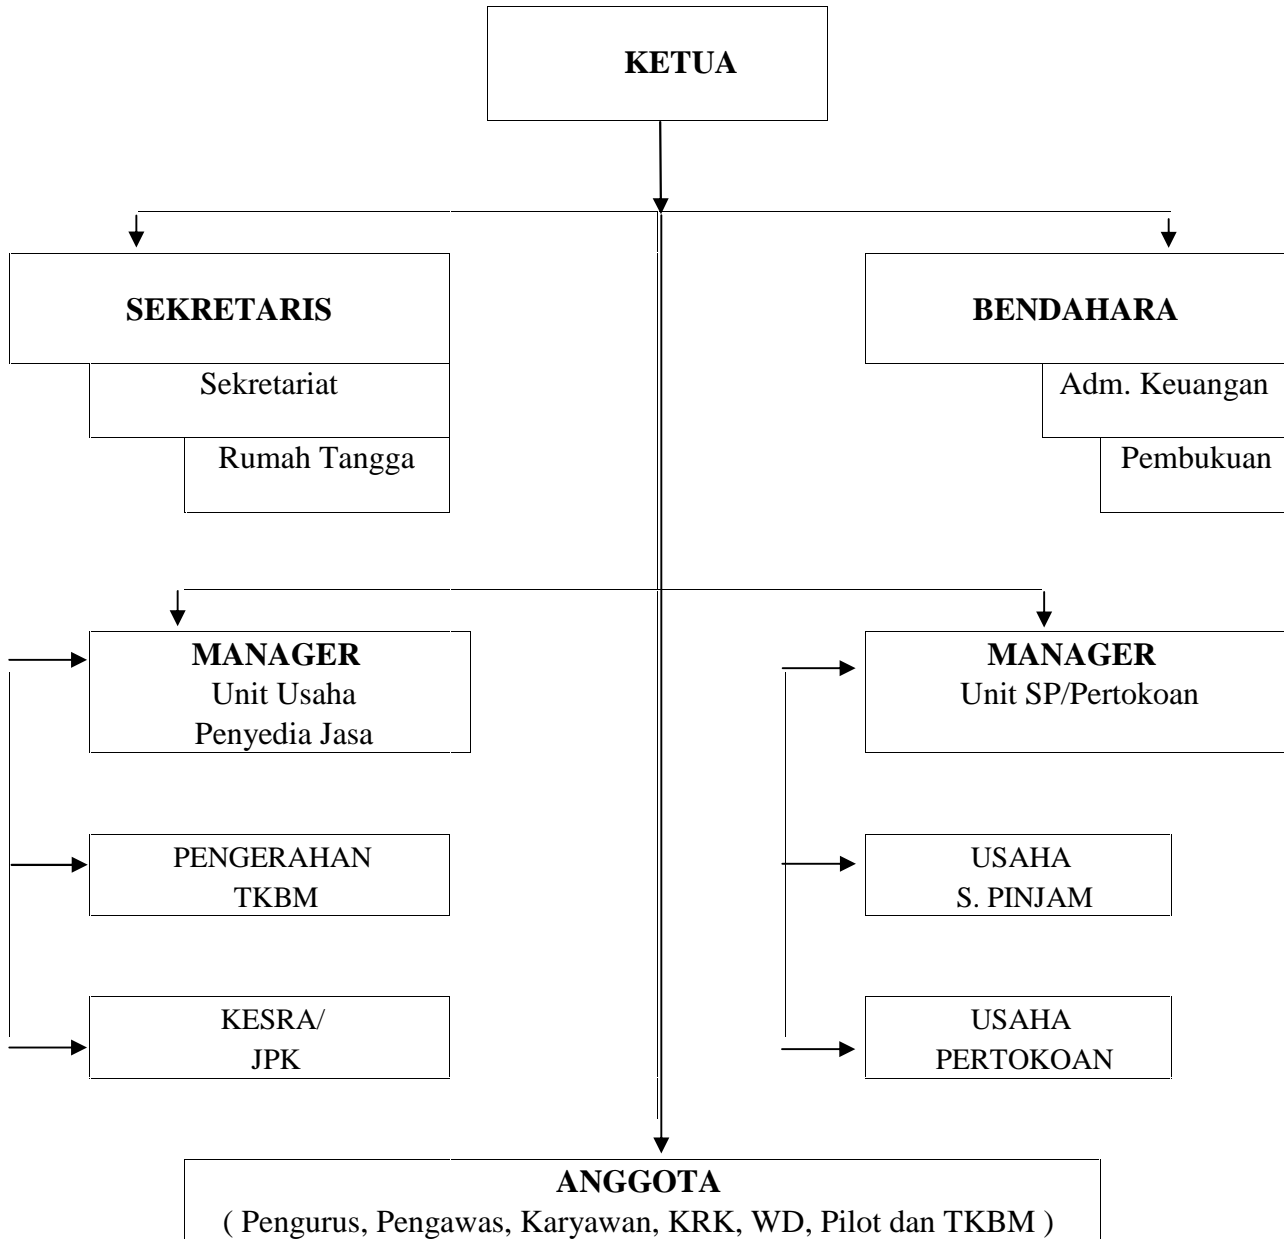 KETUA
SEKRETARIS
BENDAHARA
Sekretariat
Adm. Keuangan
Rumah Tangga
Pembukuan
MANAGER
Unit Usaha
Penyedia Jasa
MANAGER
Unit SP/Pertokoan
PENGERAHAN
TKBM
USAHA
S. PINJAM
KESRA/
JPK
USAHA
PERTOKOAN
ANGGOTA
( Pengurus, Pengawas, Karyawan, KRK, WD, Pilot dan TKBM )